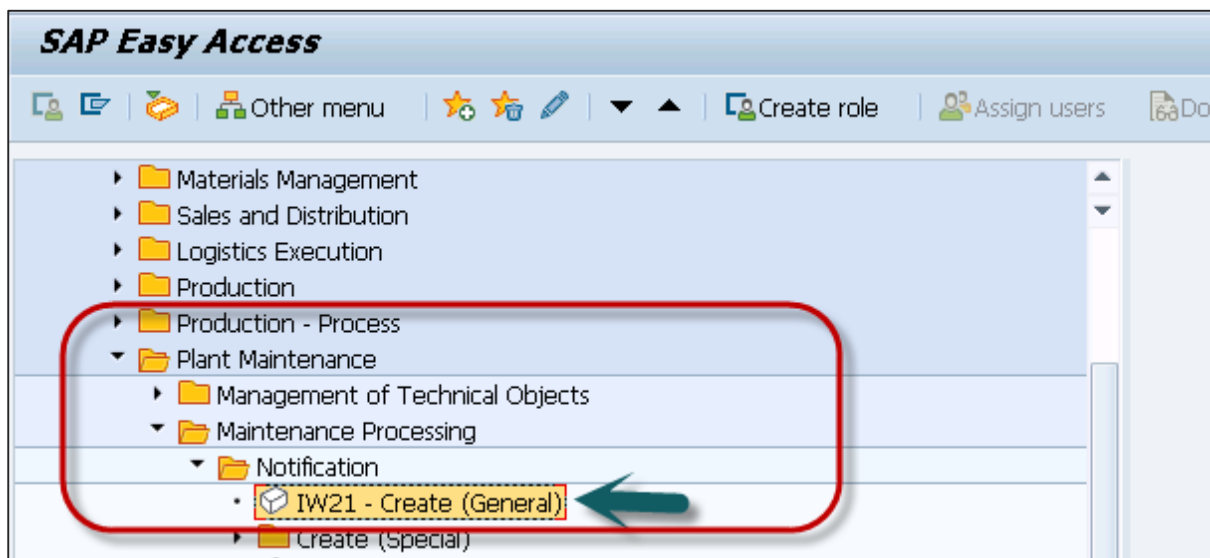 SAP Easy Access
Other menu Create role Assign users Do
Materials Management
Sales and Distribution
Logistics Execution
Production
Production - Process
Plant Maintenance
Management of Technical Objects
Maintenance Processing
Notification
IW21 - Create (General)
Create (Special)